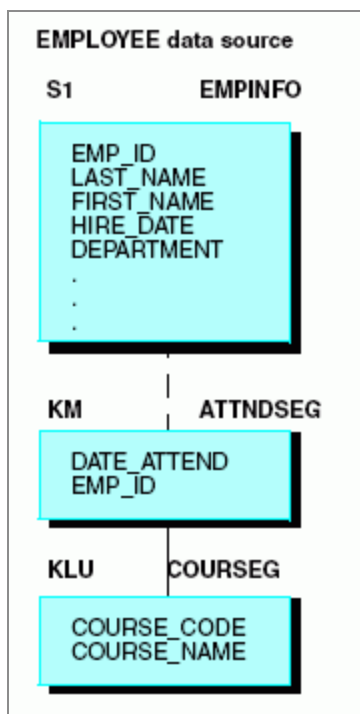 EMPLOYEE data source
S1 EMPINFO
EMP_ID
LAST_NAME
FIRST_NAME
HIRE_DATE
DEPARTMENT
.
.
.
KM ATTNDSEG
DATE_ATTEND
EMP_ID
KLU COURSEG
COURSE_CODE
COURSE_NAME